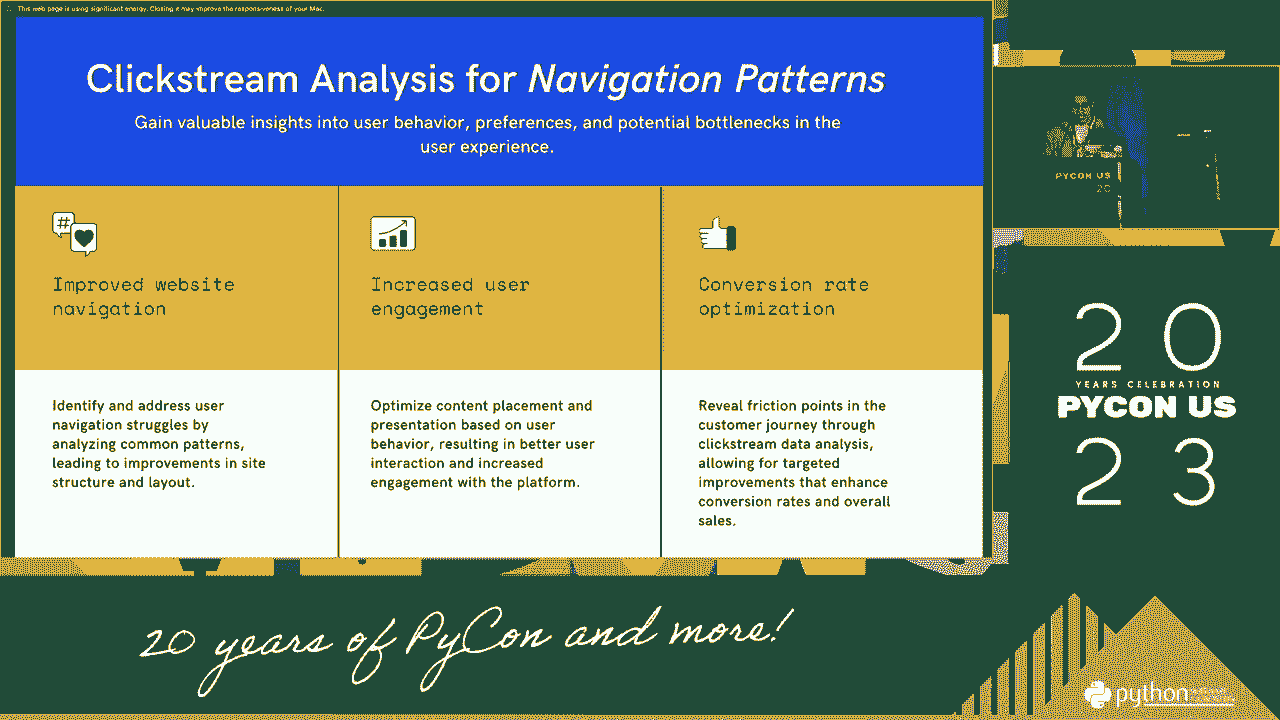 This web page is using significant energy. Closing it may improve the responsiveness of your Mac.
Clickstream Analysis for Navigation Patterns
Gain valuable insights into user behavior, preferences, and potential bottlenecks in the
user experience.
#
Improved website
navigation
Increased user
engagement
Conversion rate
optimization
Identify and address user
navigation struggles by
analyzing common patterns,
leading to improvements in site
structure and layout.
Optimize content placement and
presentation based on user
behavior, resulting in better user
interaction and increased
engagement with the platform.
Reveal friction points in the
customer journey through
clickstream data analysis,
allowing for targeted
improvements that enhance
conversion rates and overall
sales.
PYCON US
20
20
YEARS CELEBRATION
PYCON US
23
20 years of PyCon and more!
python